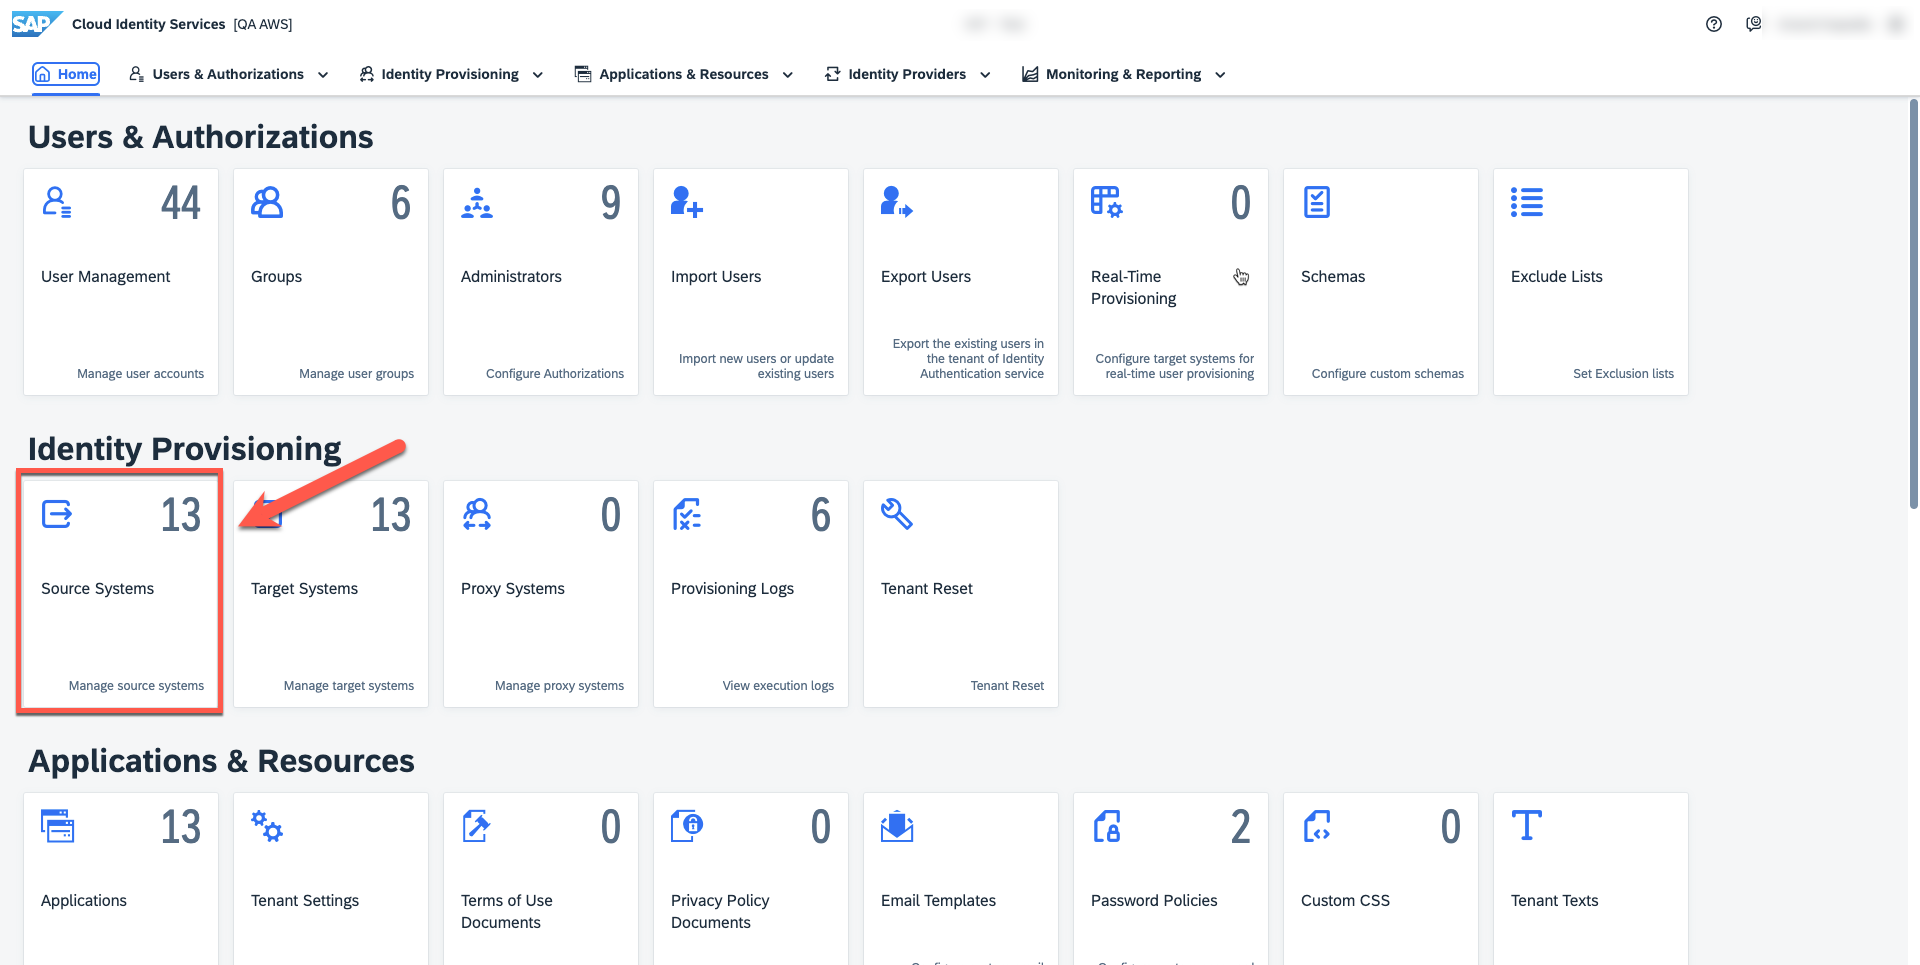 SAP Cloud Identity Services [QA AWS]
Home Users & Authorizations Identity Provisioning Applications & Resources Identity Providers Monitoring & Reporting
Users & Authorizations
44 6 9 0
User Management Groups Administrators Import Users Export Users Real-Time Schemas Exclude Lists
Provisioning
Export the existing users in
Import new users or update the tenant of Identity Configure target systems for
Manage user accounts Manage user groups Configure Authorizations existing users Authentication service real-time user provisioning Configure custom schemas Set Exclusion lists
Identity Provisioning
13 13 0 6
Source Systems Target Systems Proxy Systems Provisioning Logs Tenant Reset
Manage source systems Manage target systems Manage proxy systems View execution logs Tenant Reset
Applications & Resources
13 0 0 2 0
Applications Tenant Settings Terms of Use Privacy Policy Email Templates Password Policies Custom CSS Tenant Texts
Documents Documents